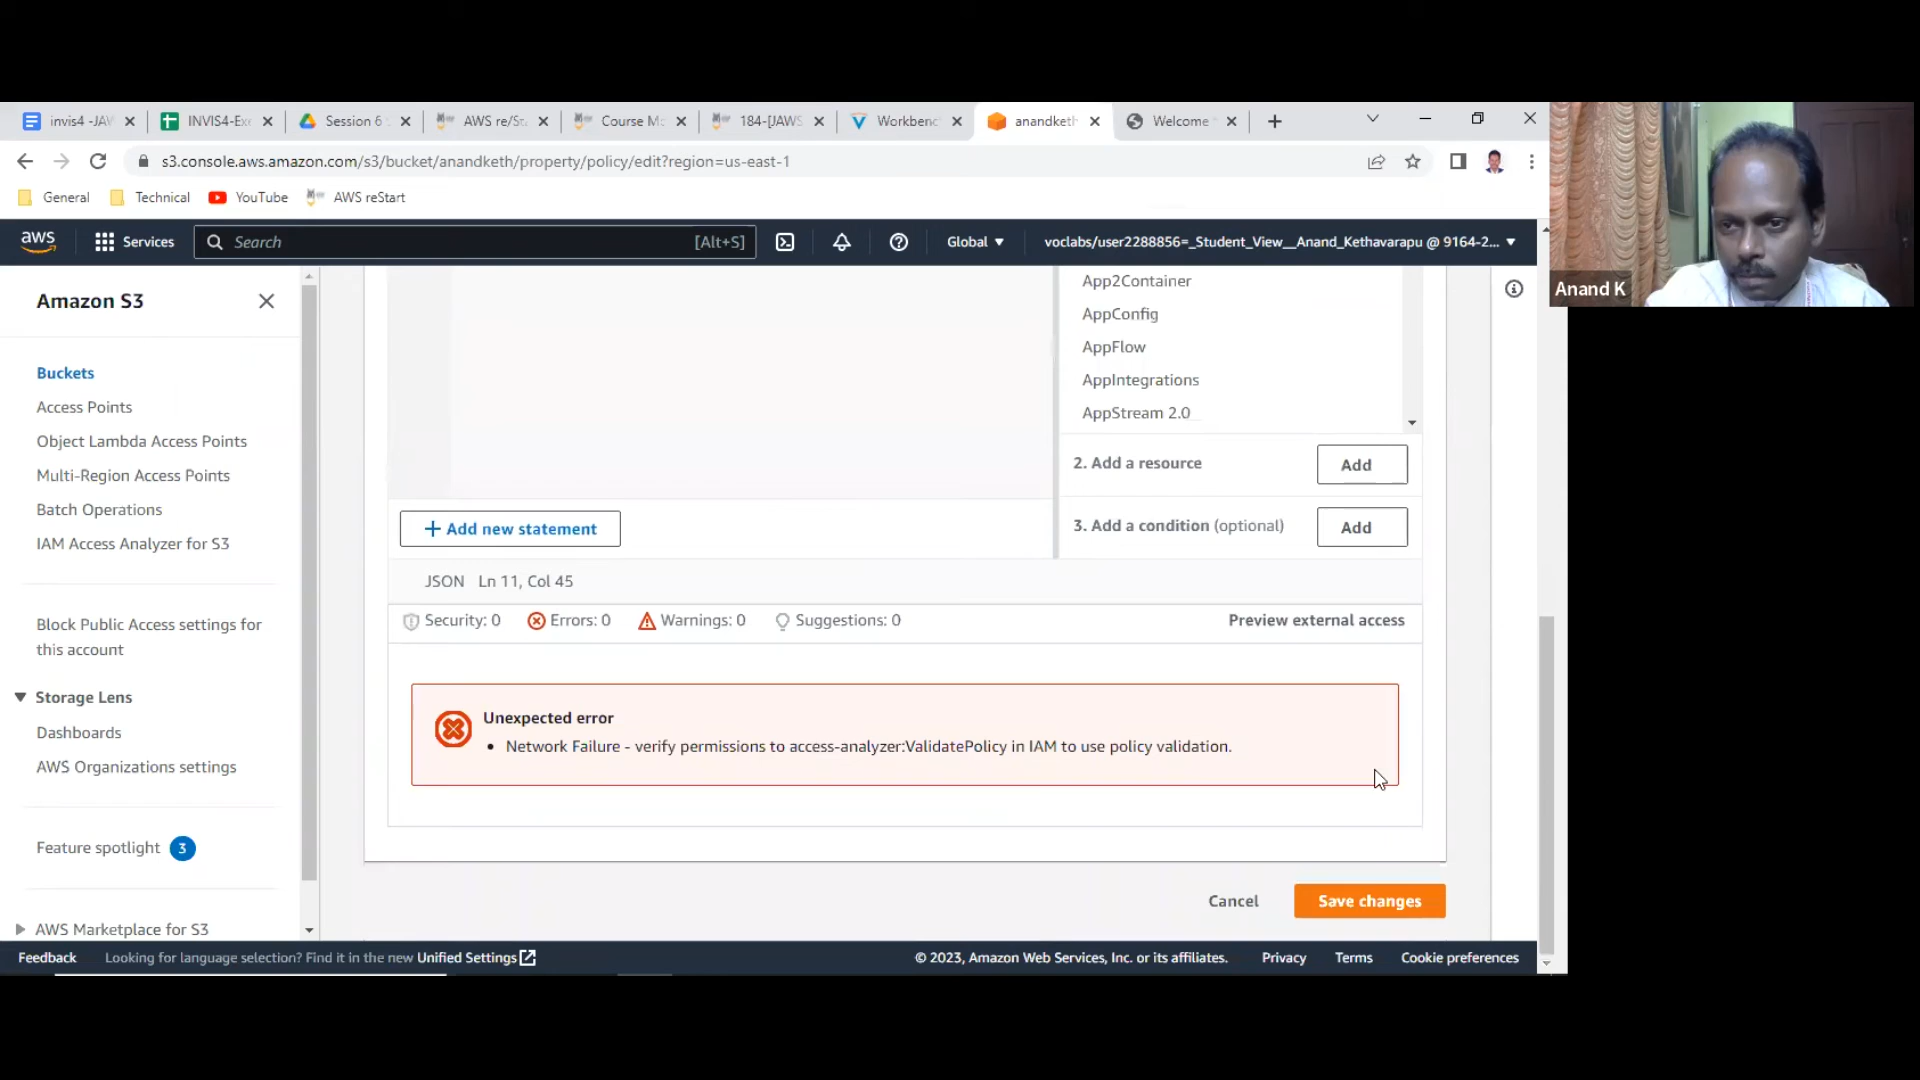 invis4 -JAV
INVIS4-Exe
Session 6
AWS re/St
Course Mo
184-[JAWS
Workbenc
anandketh
Welcome
s3.console.aws.amazon.com/s3/bucket/anandketh/property/policy/edit?region=us-east-1
General
Technical
YouTube
AWS reStart
aws
Services
Search
[Alt+S]
Global
voclabs/user2288856=_Student_View__Anand_Kethavarapu @ 9164-2...
Anand K
Amazon S3
Buckets
Access Points
Object Lambda Access Points
Multi-Region Access Points
Batch Operations
IAM Access Analyzer for S3
Block Public Access settings for
this account
Storage Lens
Dashboards
AWS Organizations settings
Feature spotlight 3
AWS Marketplace for S3
App2Container
AppConfig
AppFlow
AppIntegrations
AppStream 2.0
2. Add a resource
Add
3. Add a condition (optional)
Add
+ Add new statement
JSON Ln 11, Col 45
Security: 0
Errors: 0
Warnings: 0
Suggestions: 0
Preview external access
Unexpected error
• Network Failure - verify permissions to access-analyzer:ValidatePolicy in IAM to use policy validation.
Cancel
Save changes
Feedback
Looking for language selection? Find it in the new Unified Settings
© 2023, Amazon Web Services, Inc. or its affiliates.
Privacy
Terms
Cookie preferences